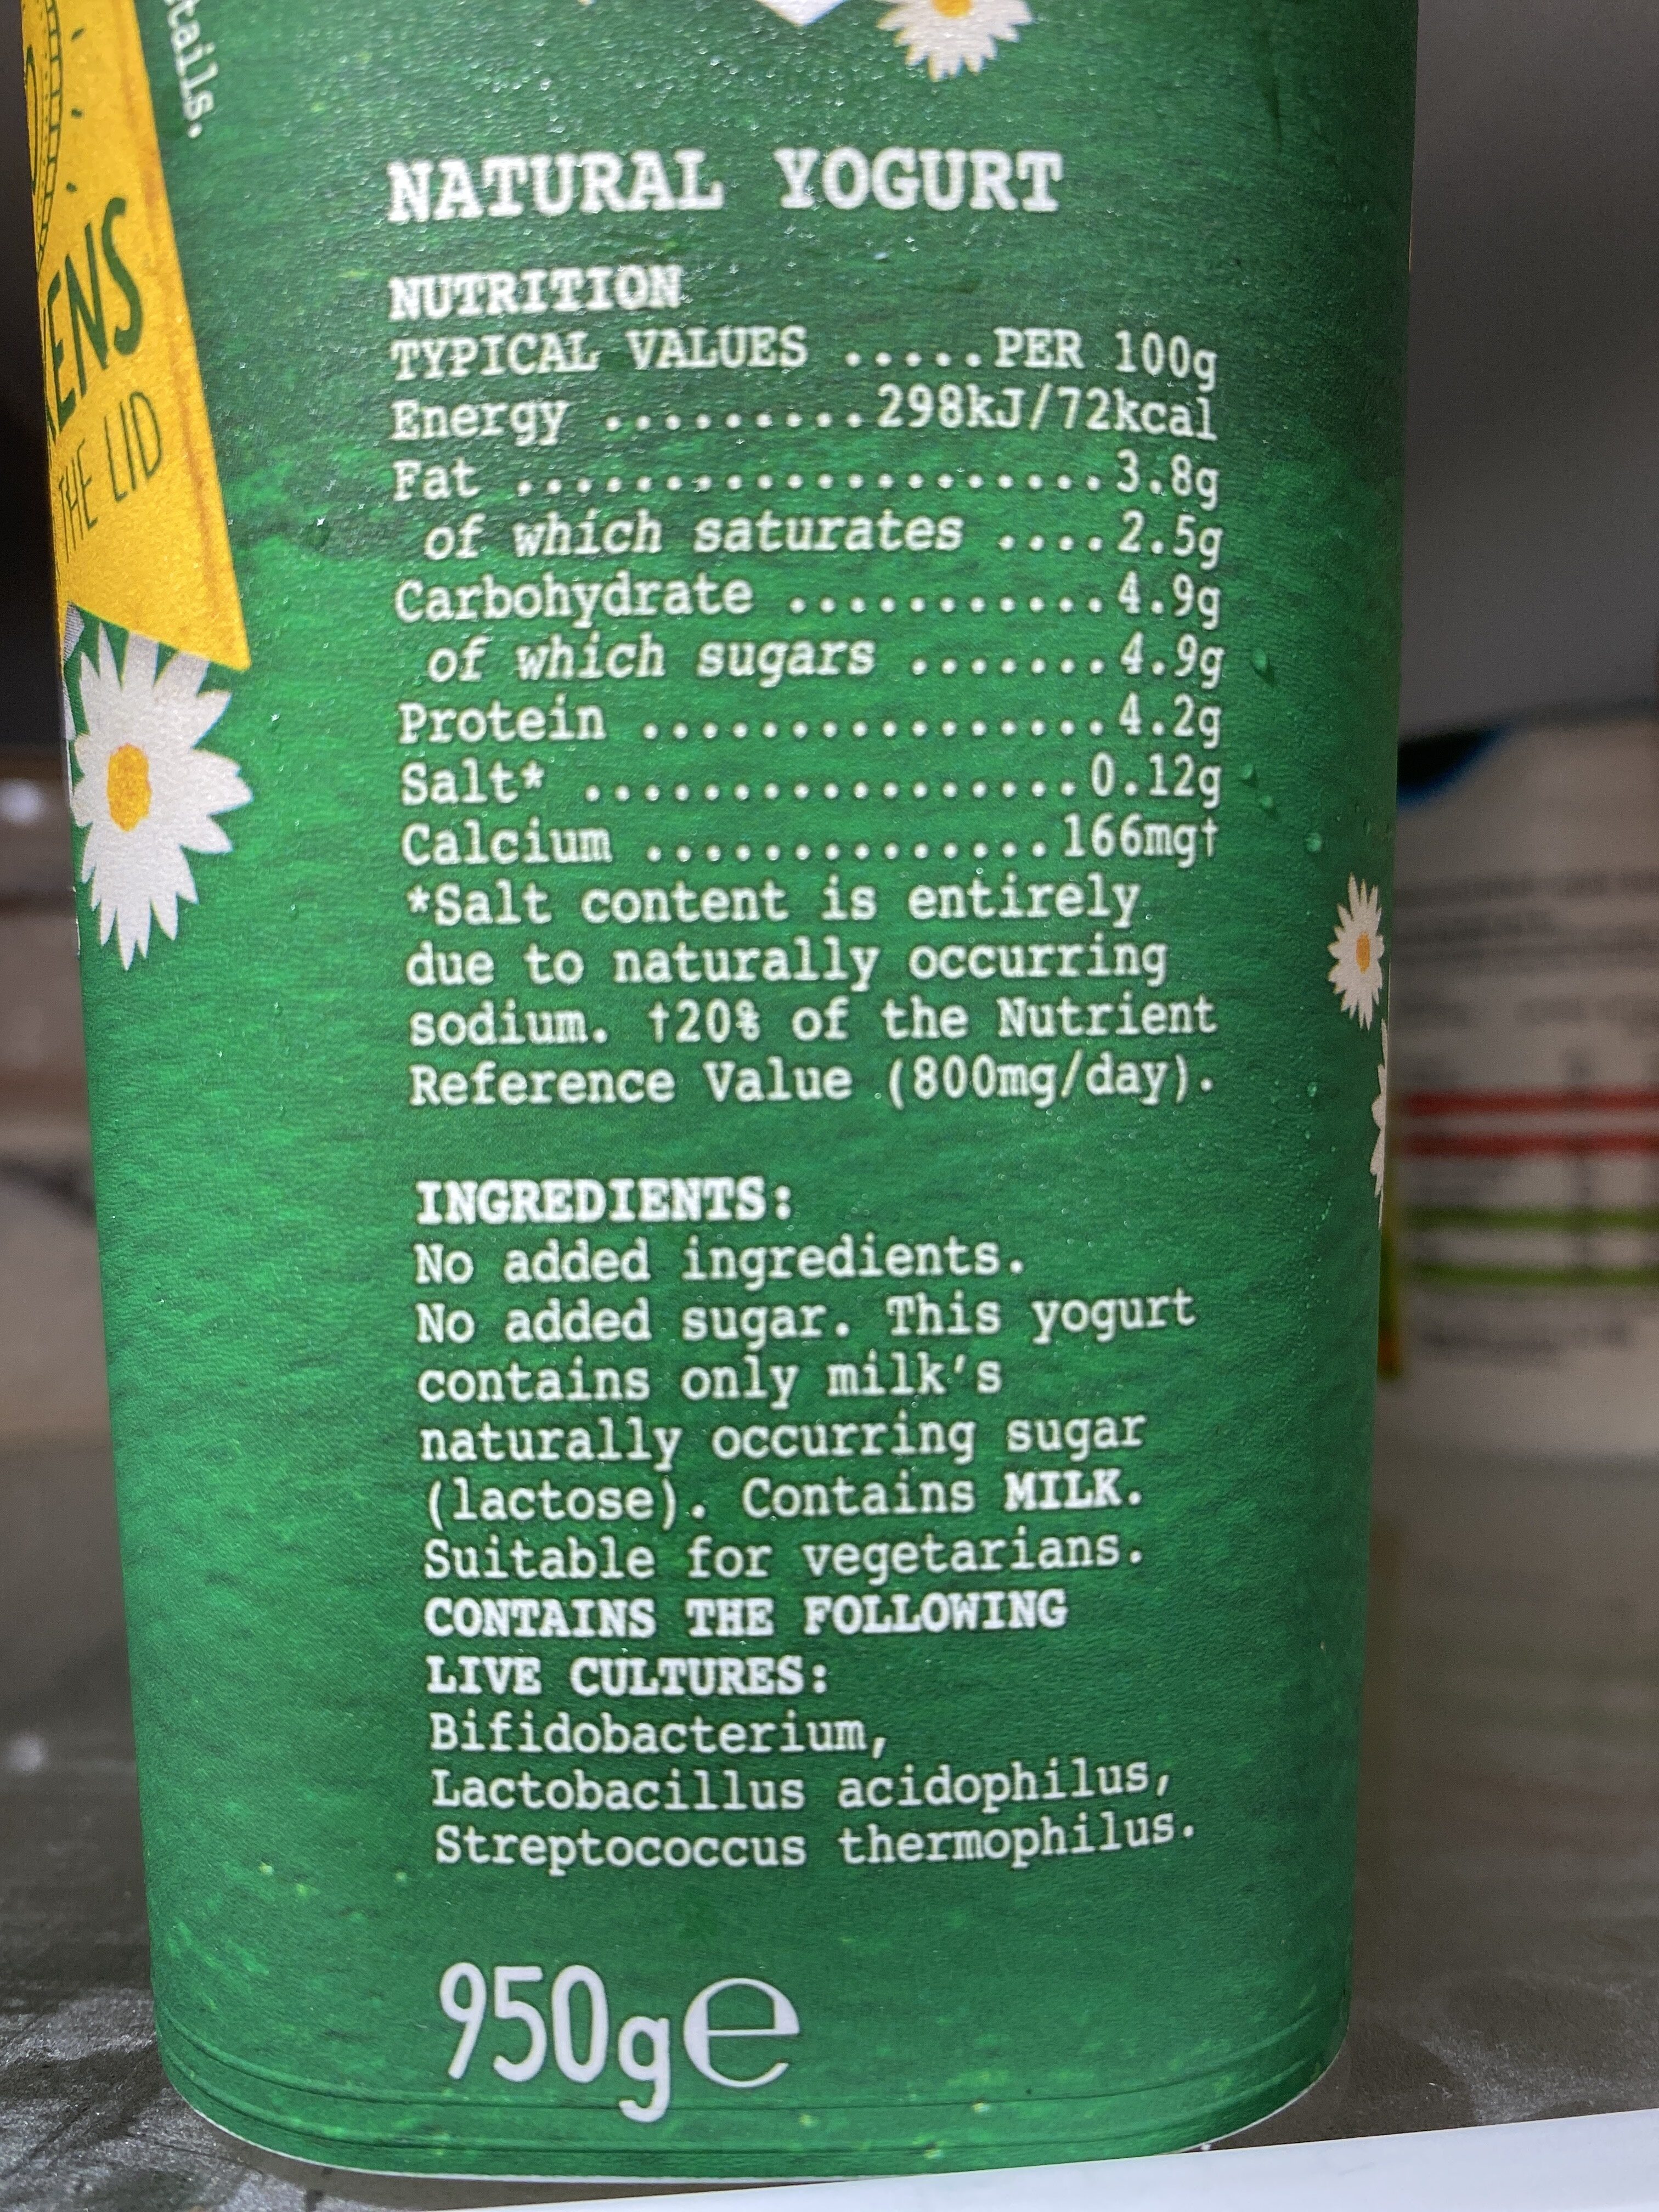 tails.
ENS
THE LID
NATURAL YOGURT
NUTRITION
TYPICAL VALUES .....PER 100g
Energy .........298kJ/72kcal
Fat ....................3.8g
of which saturates ....2.5g
Carbohydrate ...........4.9g
of which sugars .......4.9g
Protein ................4.2g
Salt* .................0.12g
Calcium ..............166mg†
*Salt content is entirely
due to naturally occurring
sodium. †20% of the Nutrient
Reference Value (800mg/day).
INGREDIENTS:
No added ingredients.
No added sugar. This yogurt
contains only milk's
naturally occurring sugar
(lactose). Contains MILK.
Suitable for vegetarians.
CONTAINS THE FOLLOWING
LIVE CULTURES:
Bifidobacterium,
Lactobacillus acidophilus,
Streptococcus thermophilus.
950g℮